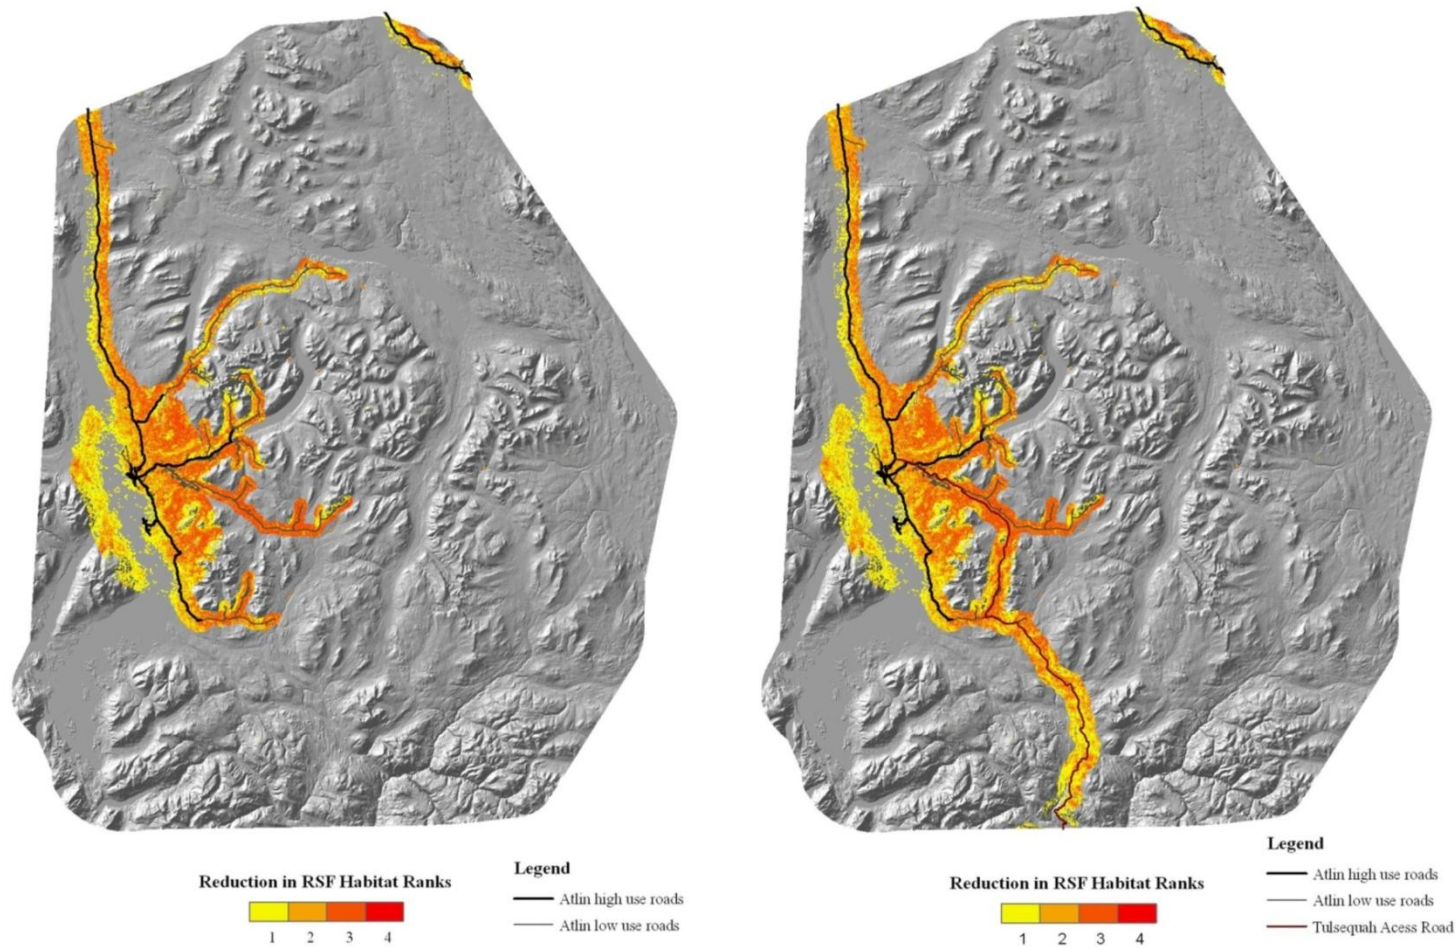 Reduction in RSF Habitat Ranks
1 2 3 4
Legend
Atlin high use roads
Atlin low use roads
Reduction in RSF Habitat Ranks
1 2 3 4
Legend
Atlin high use roads
Atlin low use roads
Tulsequah Acess Road